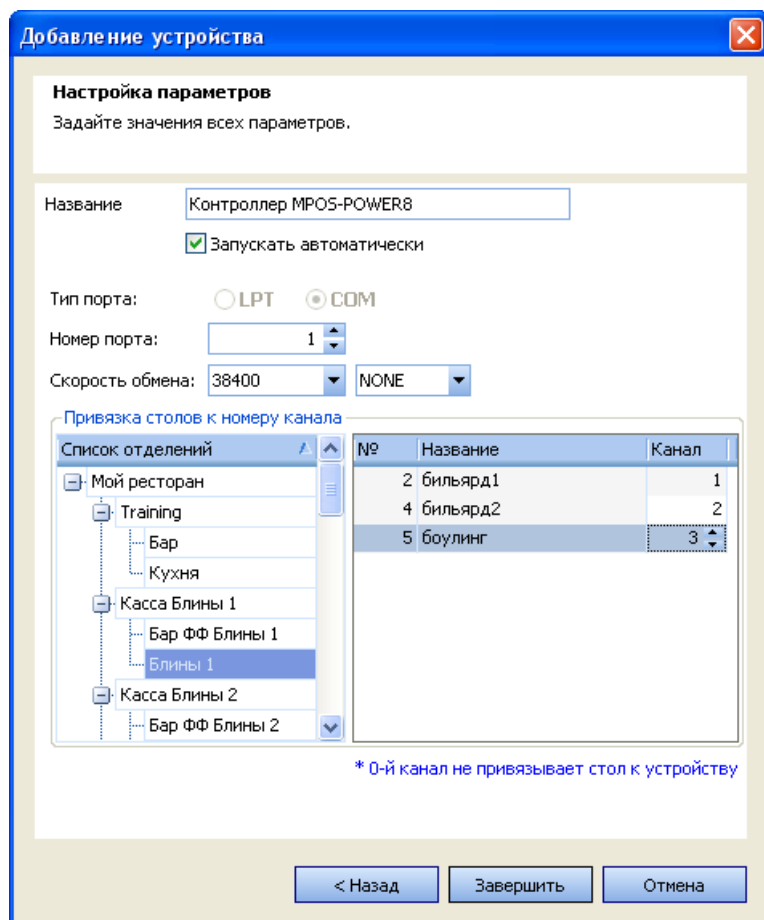 Добавление устройства
Настройка параметров
Задайте значения всех параметров.
Название Контроллер MPOS-POWER8
Запускать автоматически
Тип порта: LPT COM
Номер порта: 1
Скорость обмена: 38400 NONE
Привязка столов к номеру канала
Список отделений
Мой ресторан
Training
Бар
Кухня
Касса Блины 1
Бар ФФ Блины 1
Блины 1
Касса Блины 2
Бар ФФ Блины 2
№ Название Канал
2 бильярд1 1
4 бильярд2 2
5 боулинг 3
* 0-й канал не привязывает стол к устройству
< Назад Завершить Отмена